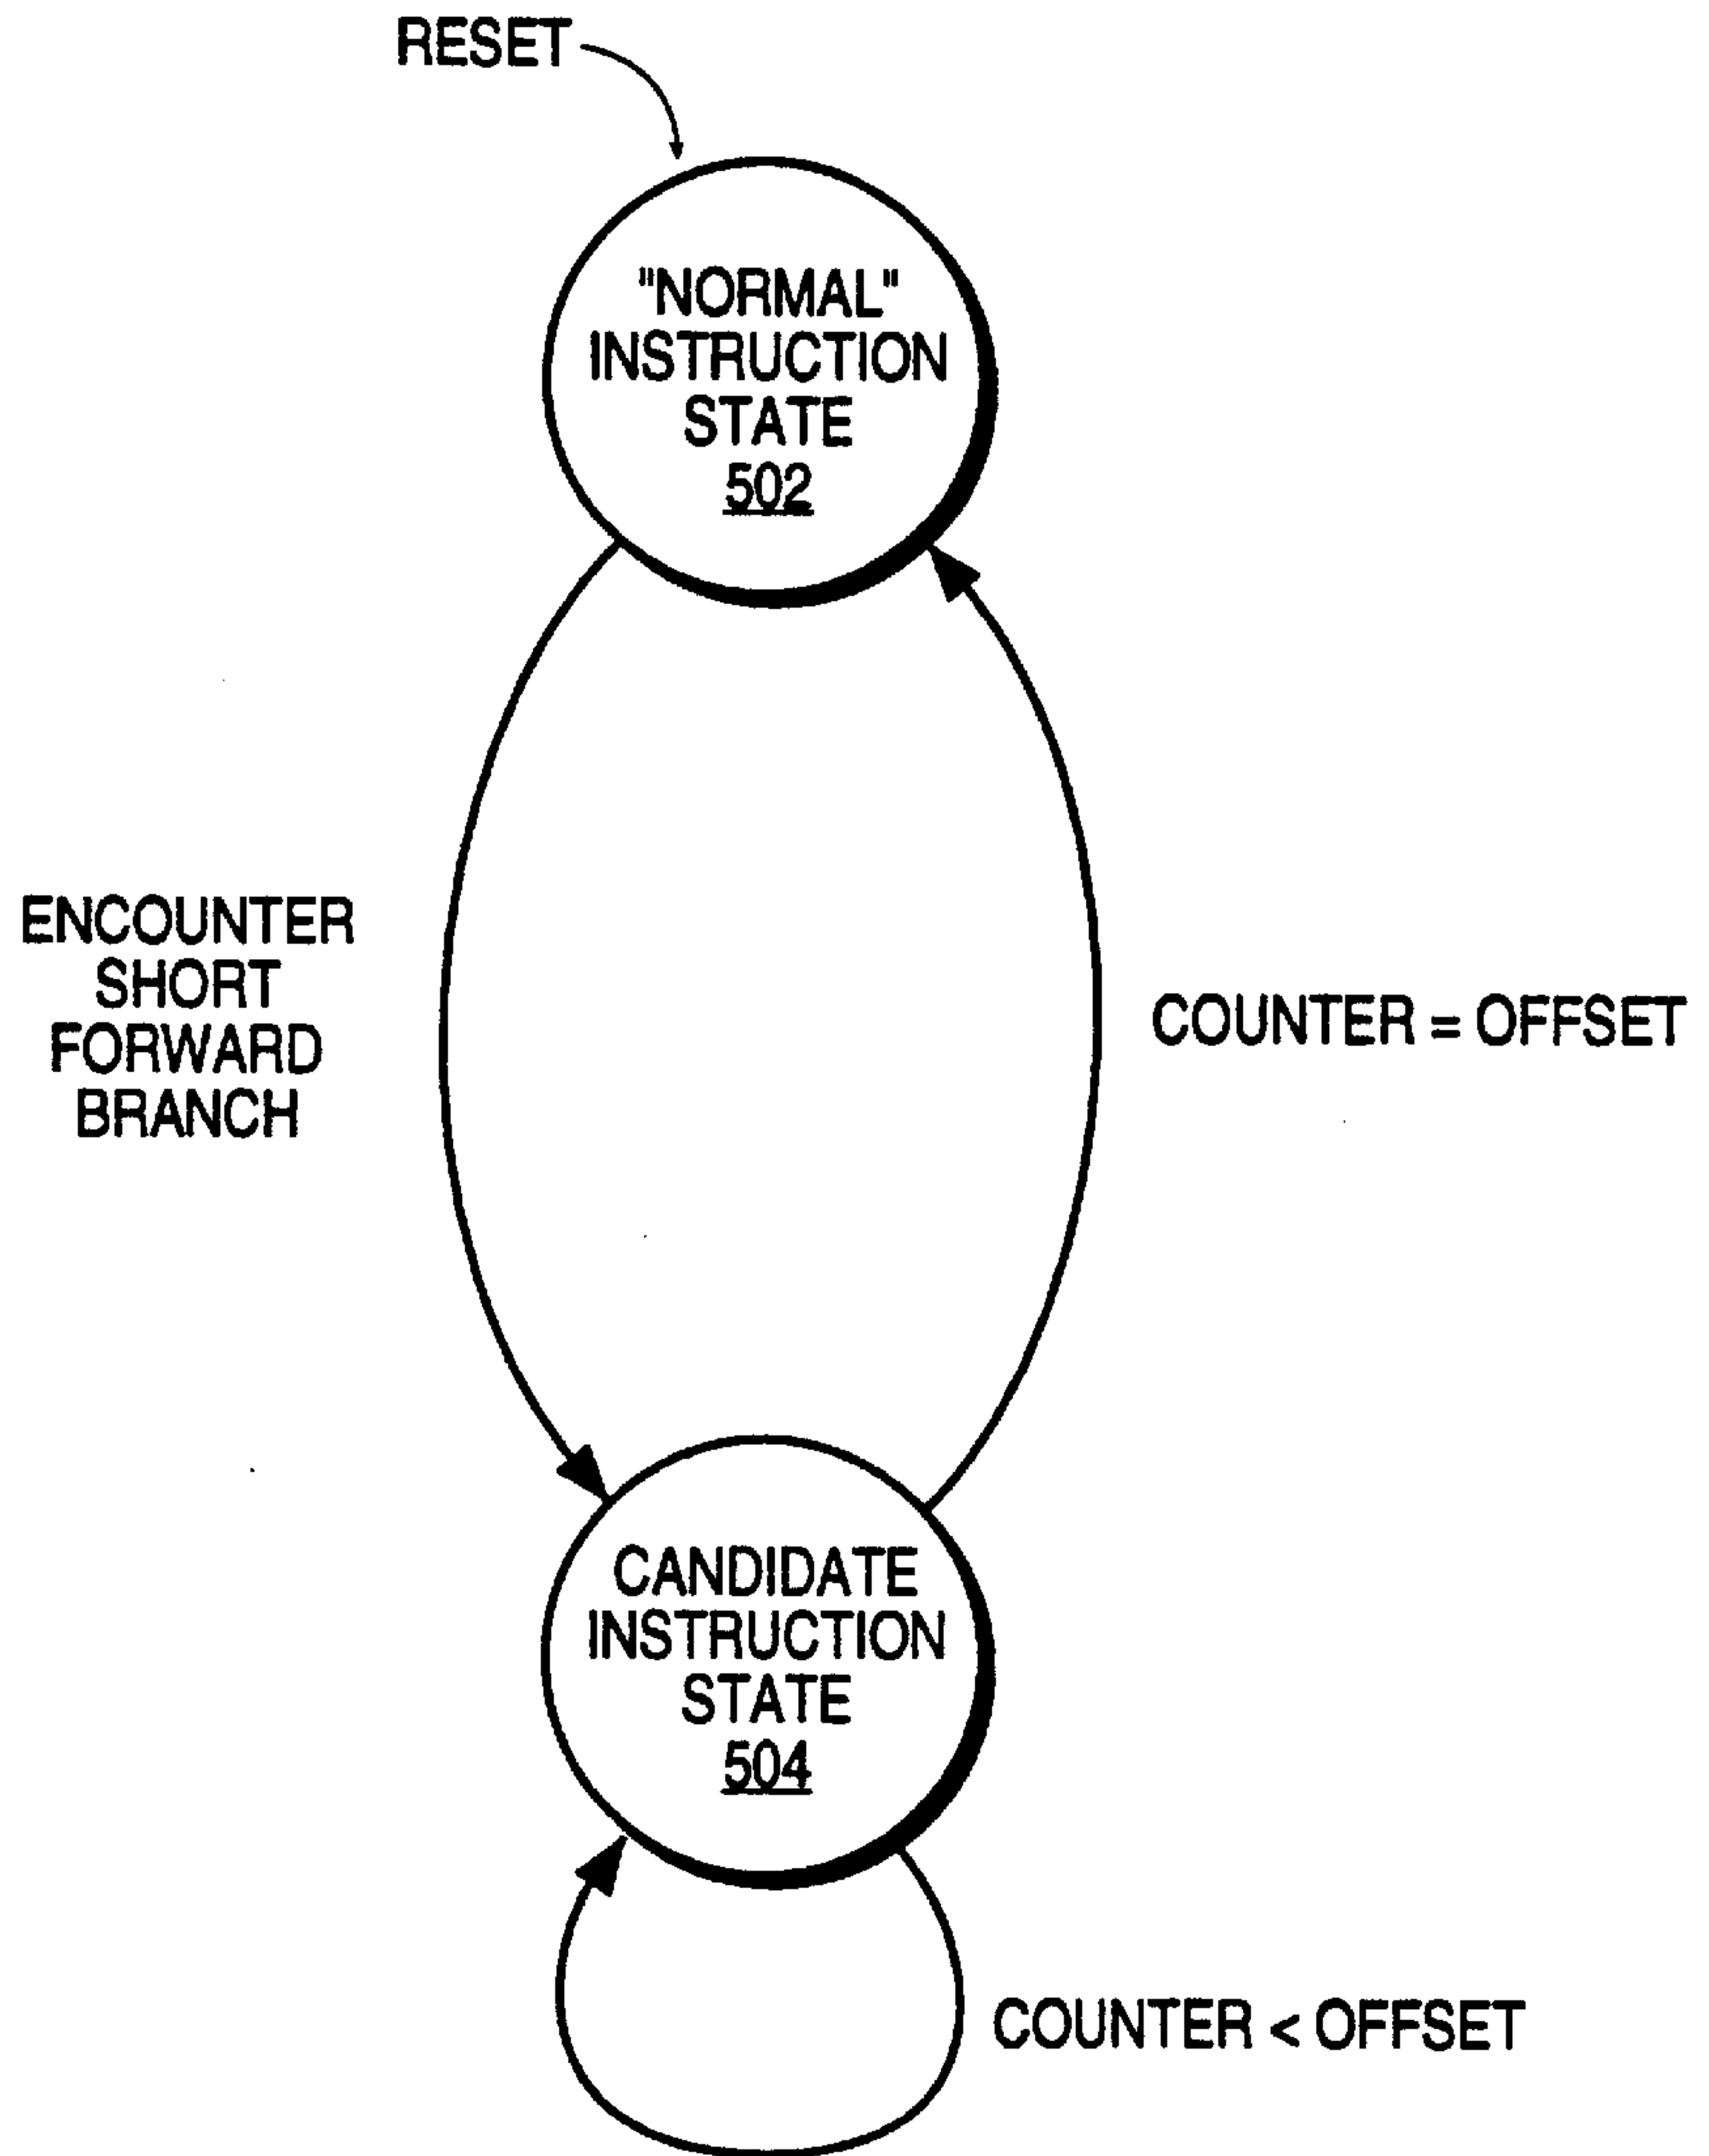 RESET
"NORMAL"
INSTRUCTION
STATE
502
ENCOUNTER
SHORT
FORWARD
BRANCH
COUNTER = OFFSET
CANDIDATE
INSTRUCTION
STATE
504
COUNTER < OFFSET